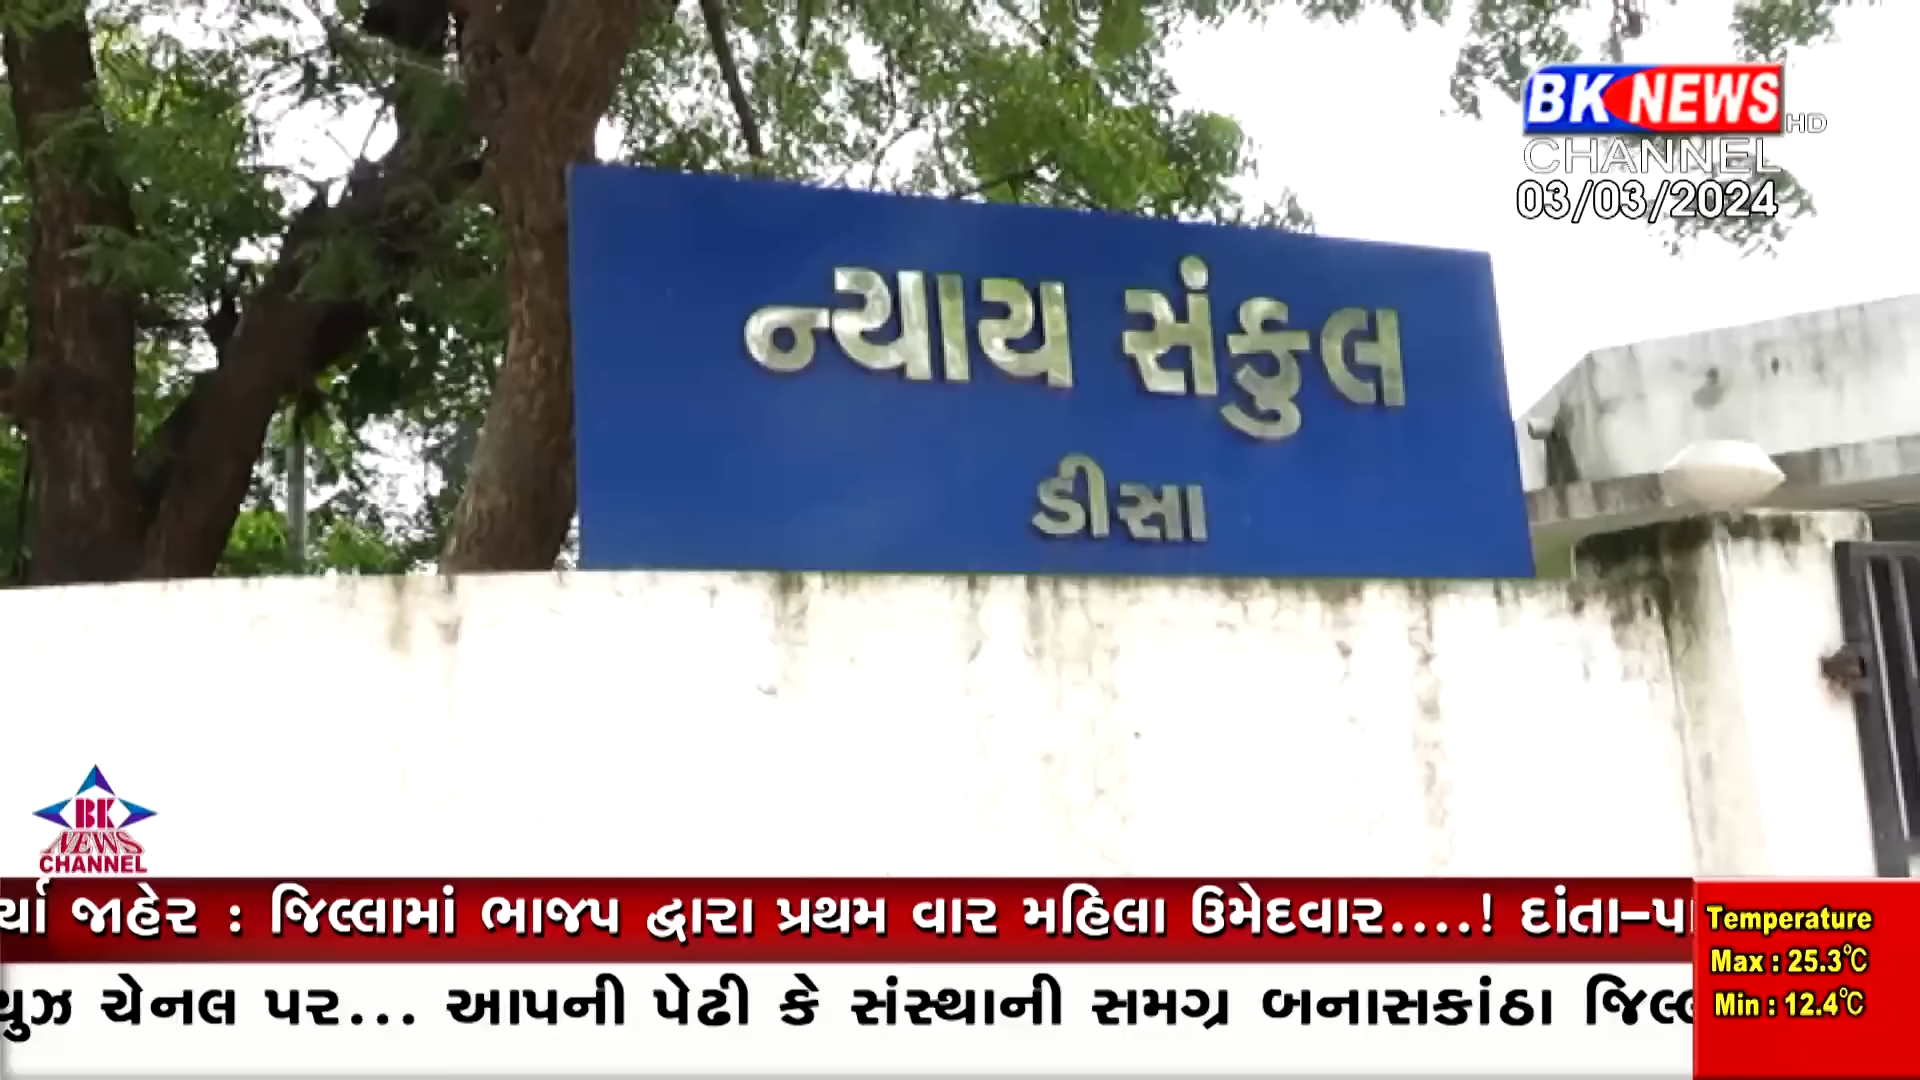 BK NEWS
HD
CHANNEL
03/03/2024
ન્યાય સંકુલ
ડીસા
BK
NEWS
CHANNEL
ર્યા જાહેર : જિલ્લામાં ભાજપ દ્વારા પ્રથમ વાર મહિલા ઉમેદવાર....! દાંતા-પા
Temperature
Max : 25.3℃
Min : 12.4℃
યુઝ ચેનલ પર... આપની પેઢી કે સંસ્થાની સમગ્ર બનાસકાંઠા જિલ્લ